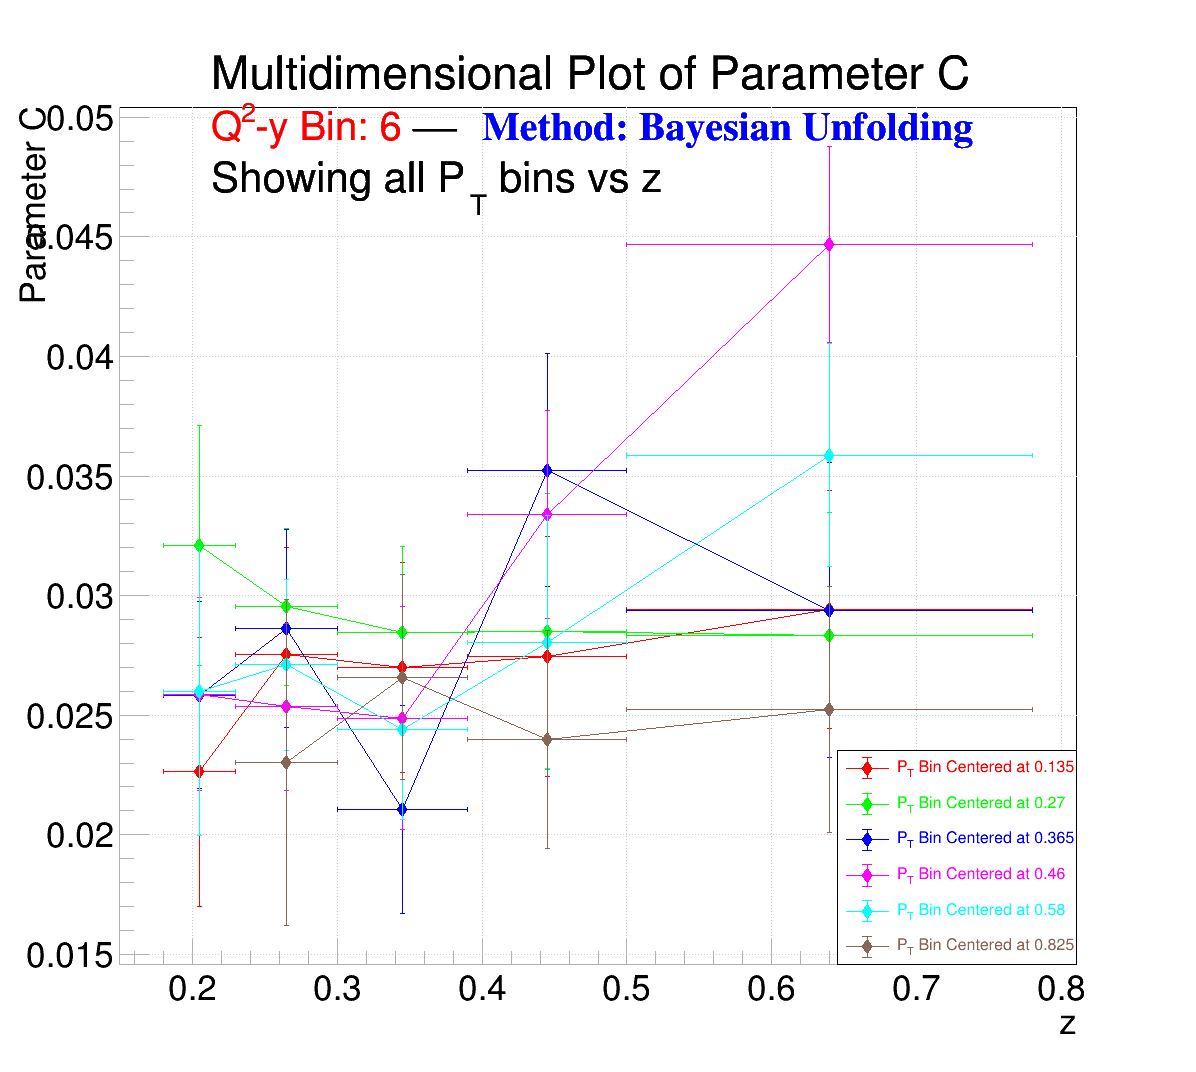 Multidimensional Plot of Parameter C
Q2-y Bin: 6 — Method: Bayesian Unfolding
Showing all PT bins vs z
Parameter C
0.05
0.045
0.04
0.035
0.03
0.025
0.02
0.015
PT Bin Centered at 0.135
PT Bin Centered at 0.27
PT Bin Centered at 0.365
PT Bin Centered at 0.46
PT Bin Centered at 0.58
PT Bin Centered at 0.825
0.2 0.3 0.4 0.5 0.6 0.7 0.8
z